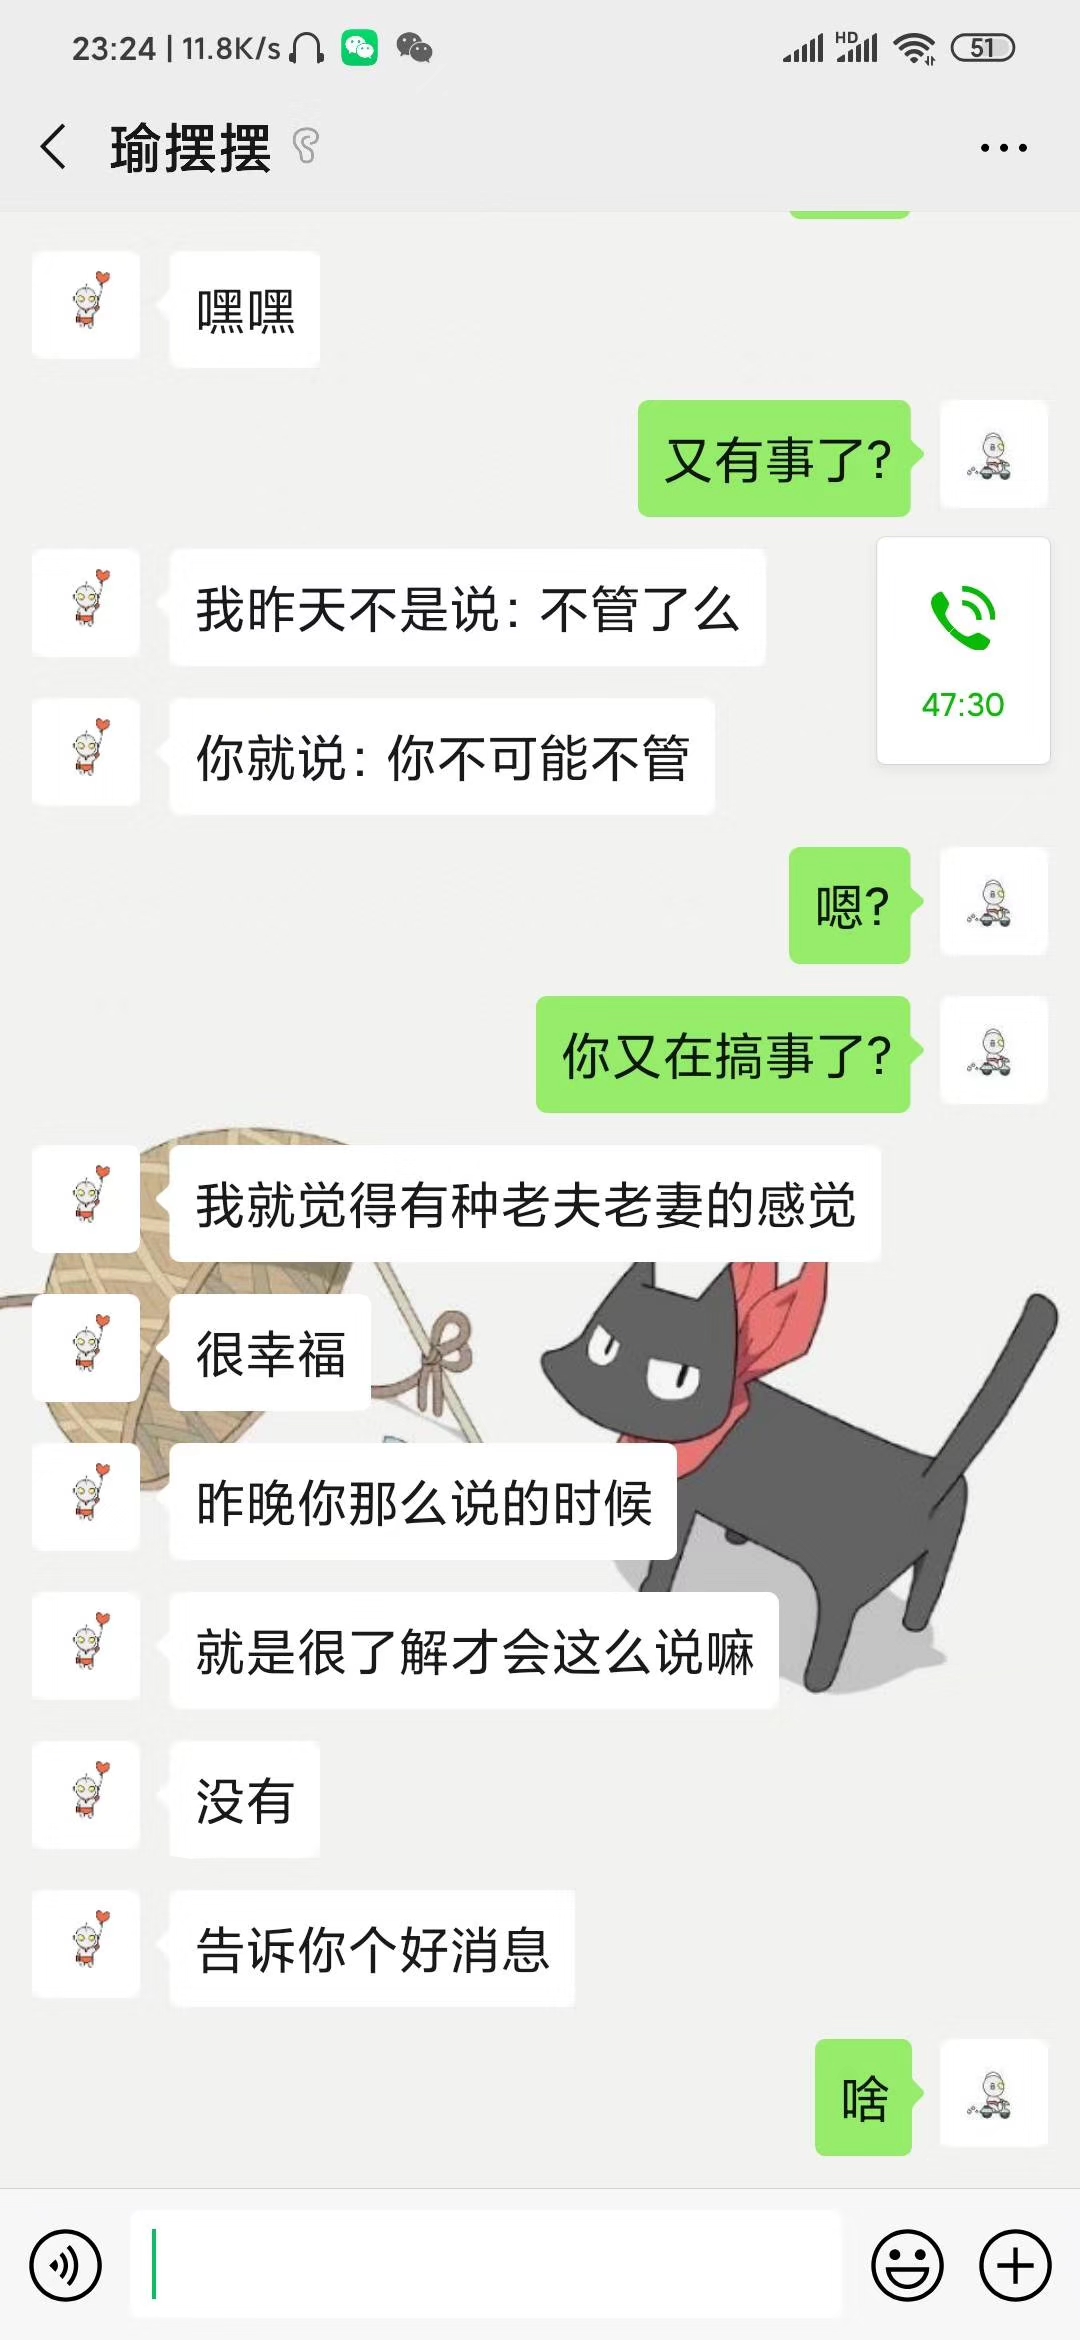 23:24 | 11.8K/s HD 51
瑜摆摆
嘿嘿
又有事了?
我昨天不是说：不管了么
47:30
你就说：你不可能不管
嗯?
你又在搞事了?
我就觉得有种老夫老妻的感觉
很幸福
昨晚你那么说的时候
就是很了解才会这么说嘛
没有
告诉你个好消息
啥